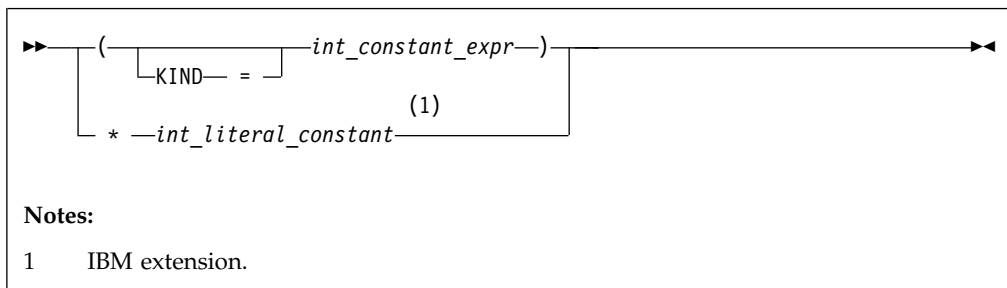 ( int_constant_expr )
KIND =
(1)
* int_literal_constant
Notes:
1 IBM extension.